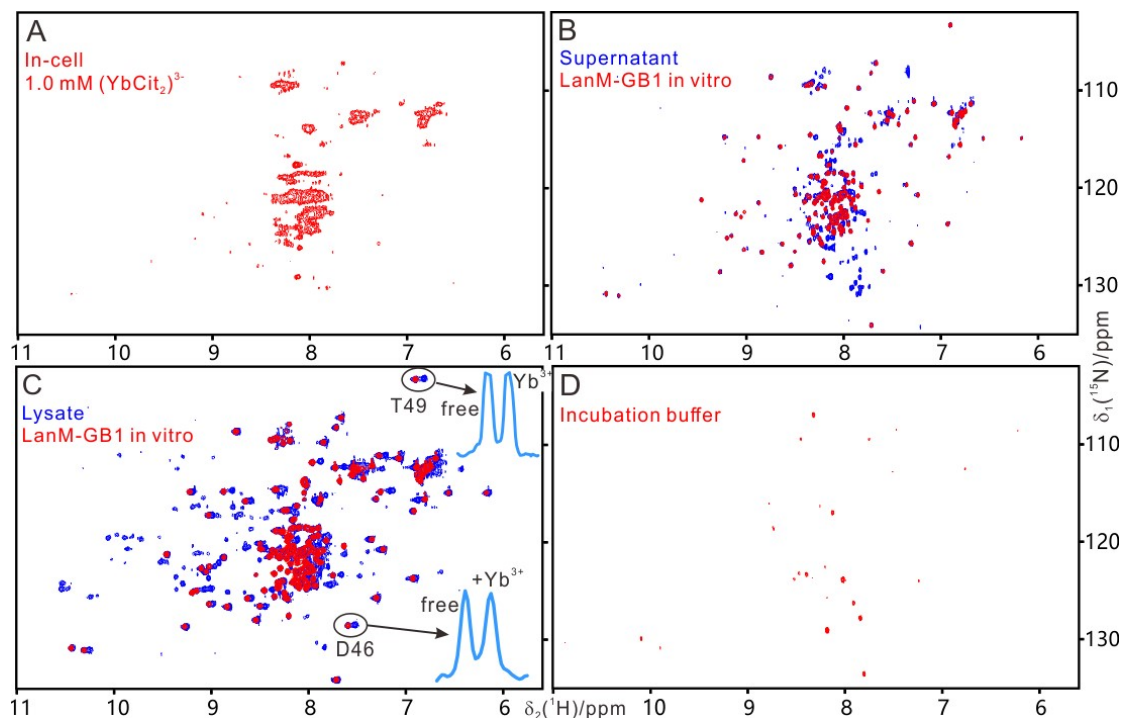 A
In-cell
1.0 mM (YbCit₂)³⁻
11 10 9 8 7 6
B
Supernatant
LanM-GB1 in vitro
110
120
130
11 10 9 8 7 6
C
Lysate
LanM-GB1 in vitro
T49
free
Yb³⁺
+Yb³⁺
free
D46
11 10 9 8 7 6
δ₂(¹H)/ppm
D
Incubation buffer
110
120
130
11 10 9 8 7 6
δ₁(¹⁵N)/ppm